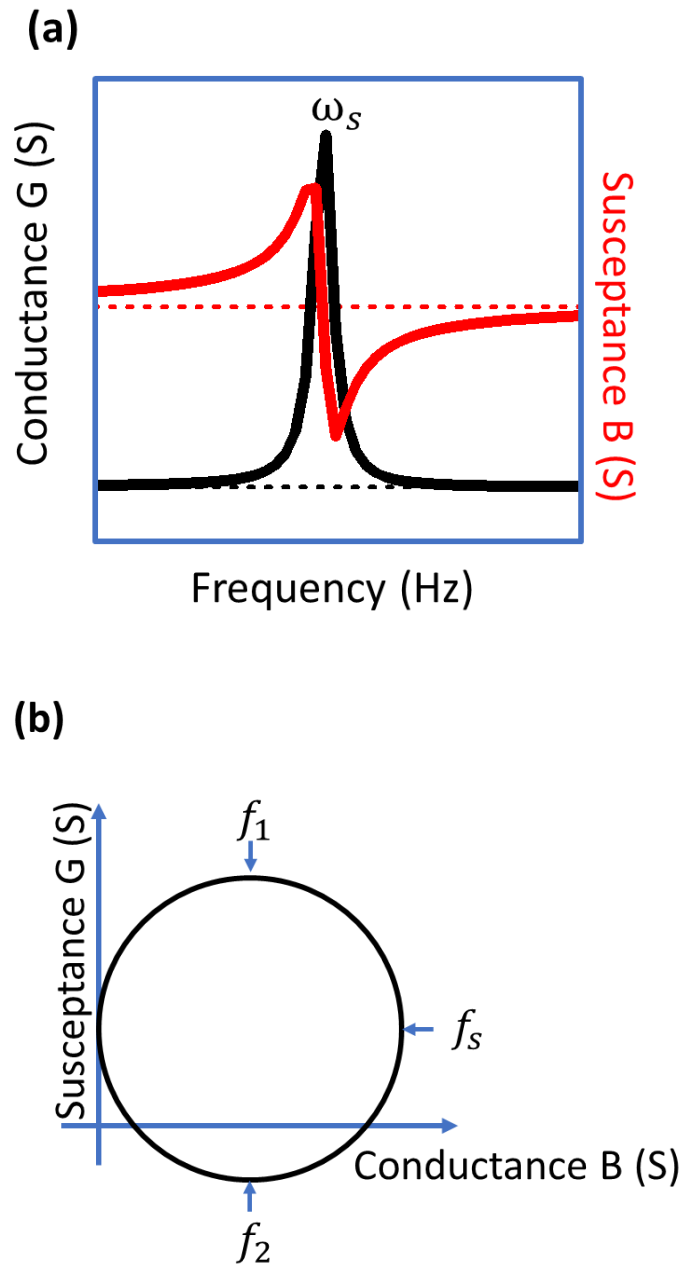 (a)
ωs
Conductance G (S)
Susceptance B (S)
Frequency (Hz)
(b)
f1
Susceptance G (S)
fs
Conductance B (S)
f2